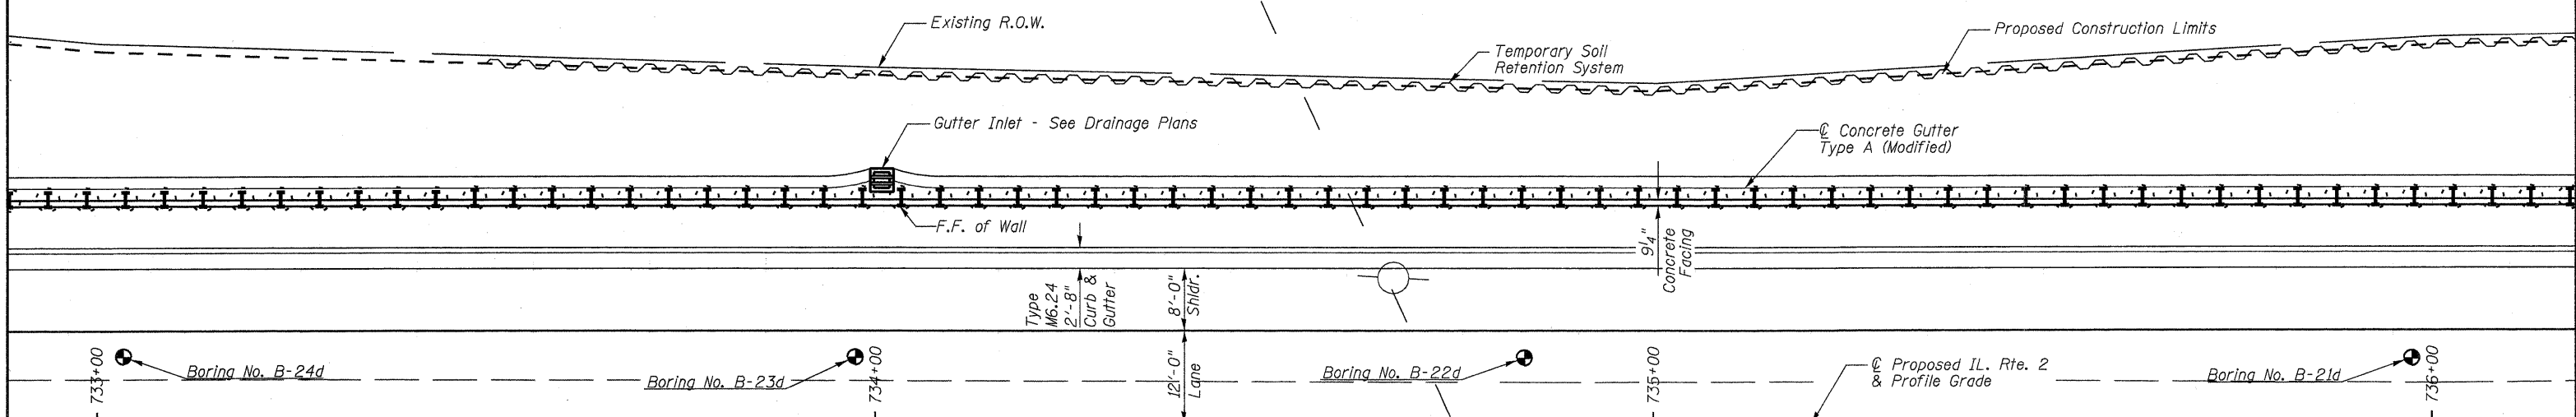 Existing R.O.W.
Temporary Soil
Retention System
Proposed Construction Limits
Gutter Inlet - See Drainage Plans
℄ Concrete Gutter
Type A (Modified)
F.F. of Wall
Type
M6.24
2'-8"
Curb &
Gutter
8'-0"
Shldr.
9¼"
Concrete
Facing
733+00
Boring No. B-24d
Boring No. B-23d
734+00
12'-0"
Lane
Boring No. B-22d
735+00
℄ Proposed IL. Rte. 2
& Profile Grade
Boring No. B-21d
736+00